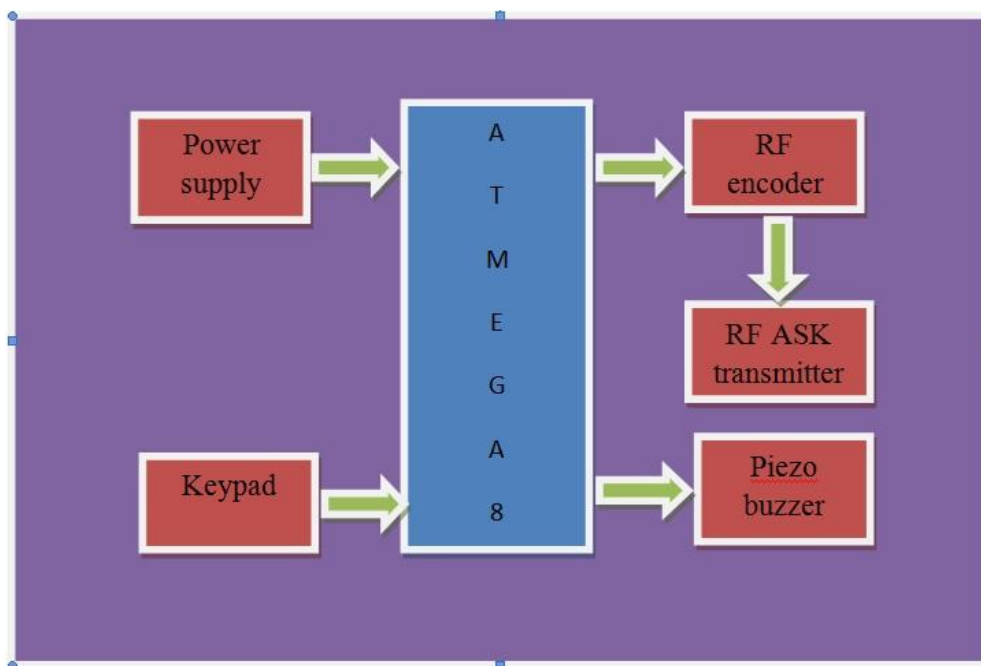 Power
supply
Keypad
A
T
M
E
G
A
8
RF
encoder
RF ASK
transmitter
Piezo
buzzer